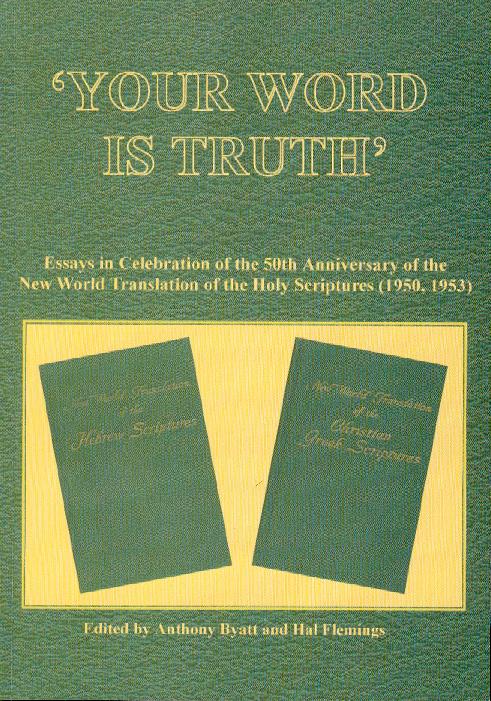 ‘YOUR WORD
IS TRUTH’
Essays in Celebration of the 50th Anniversary of the
New World Translation of the Holy Scriptures (1950, 1953)
New World Translation
of the
Hebrew Scriptures
New World Translation
of the
Christian
Greek Scriptures
Edited by Anthony Byatt and Hal Flemings